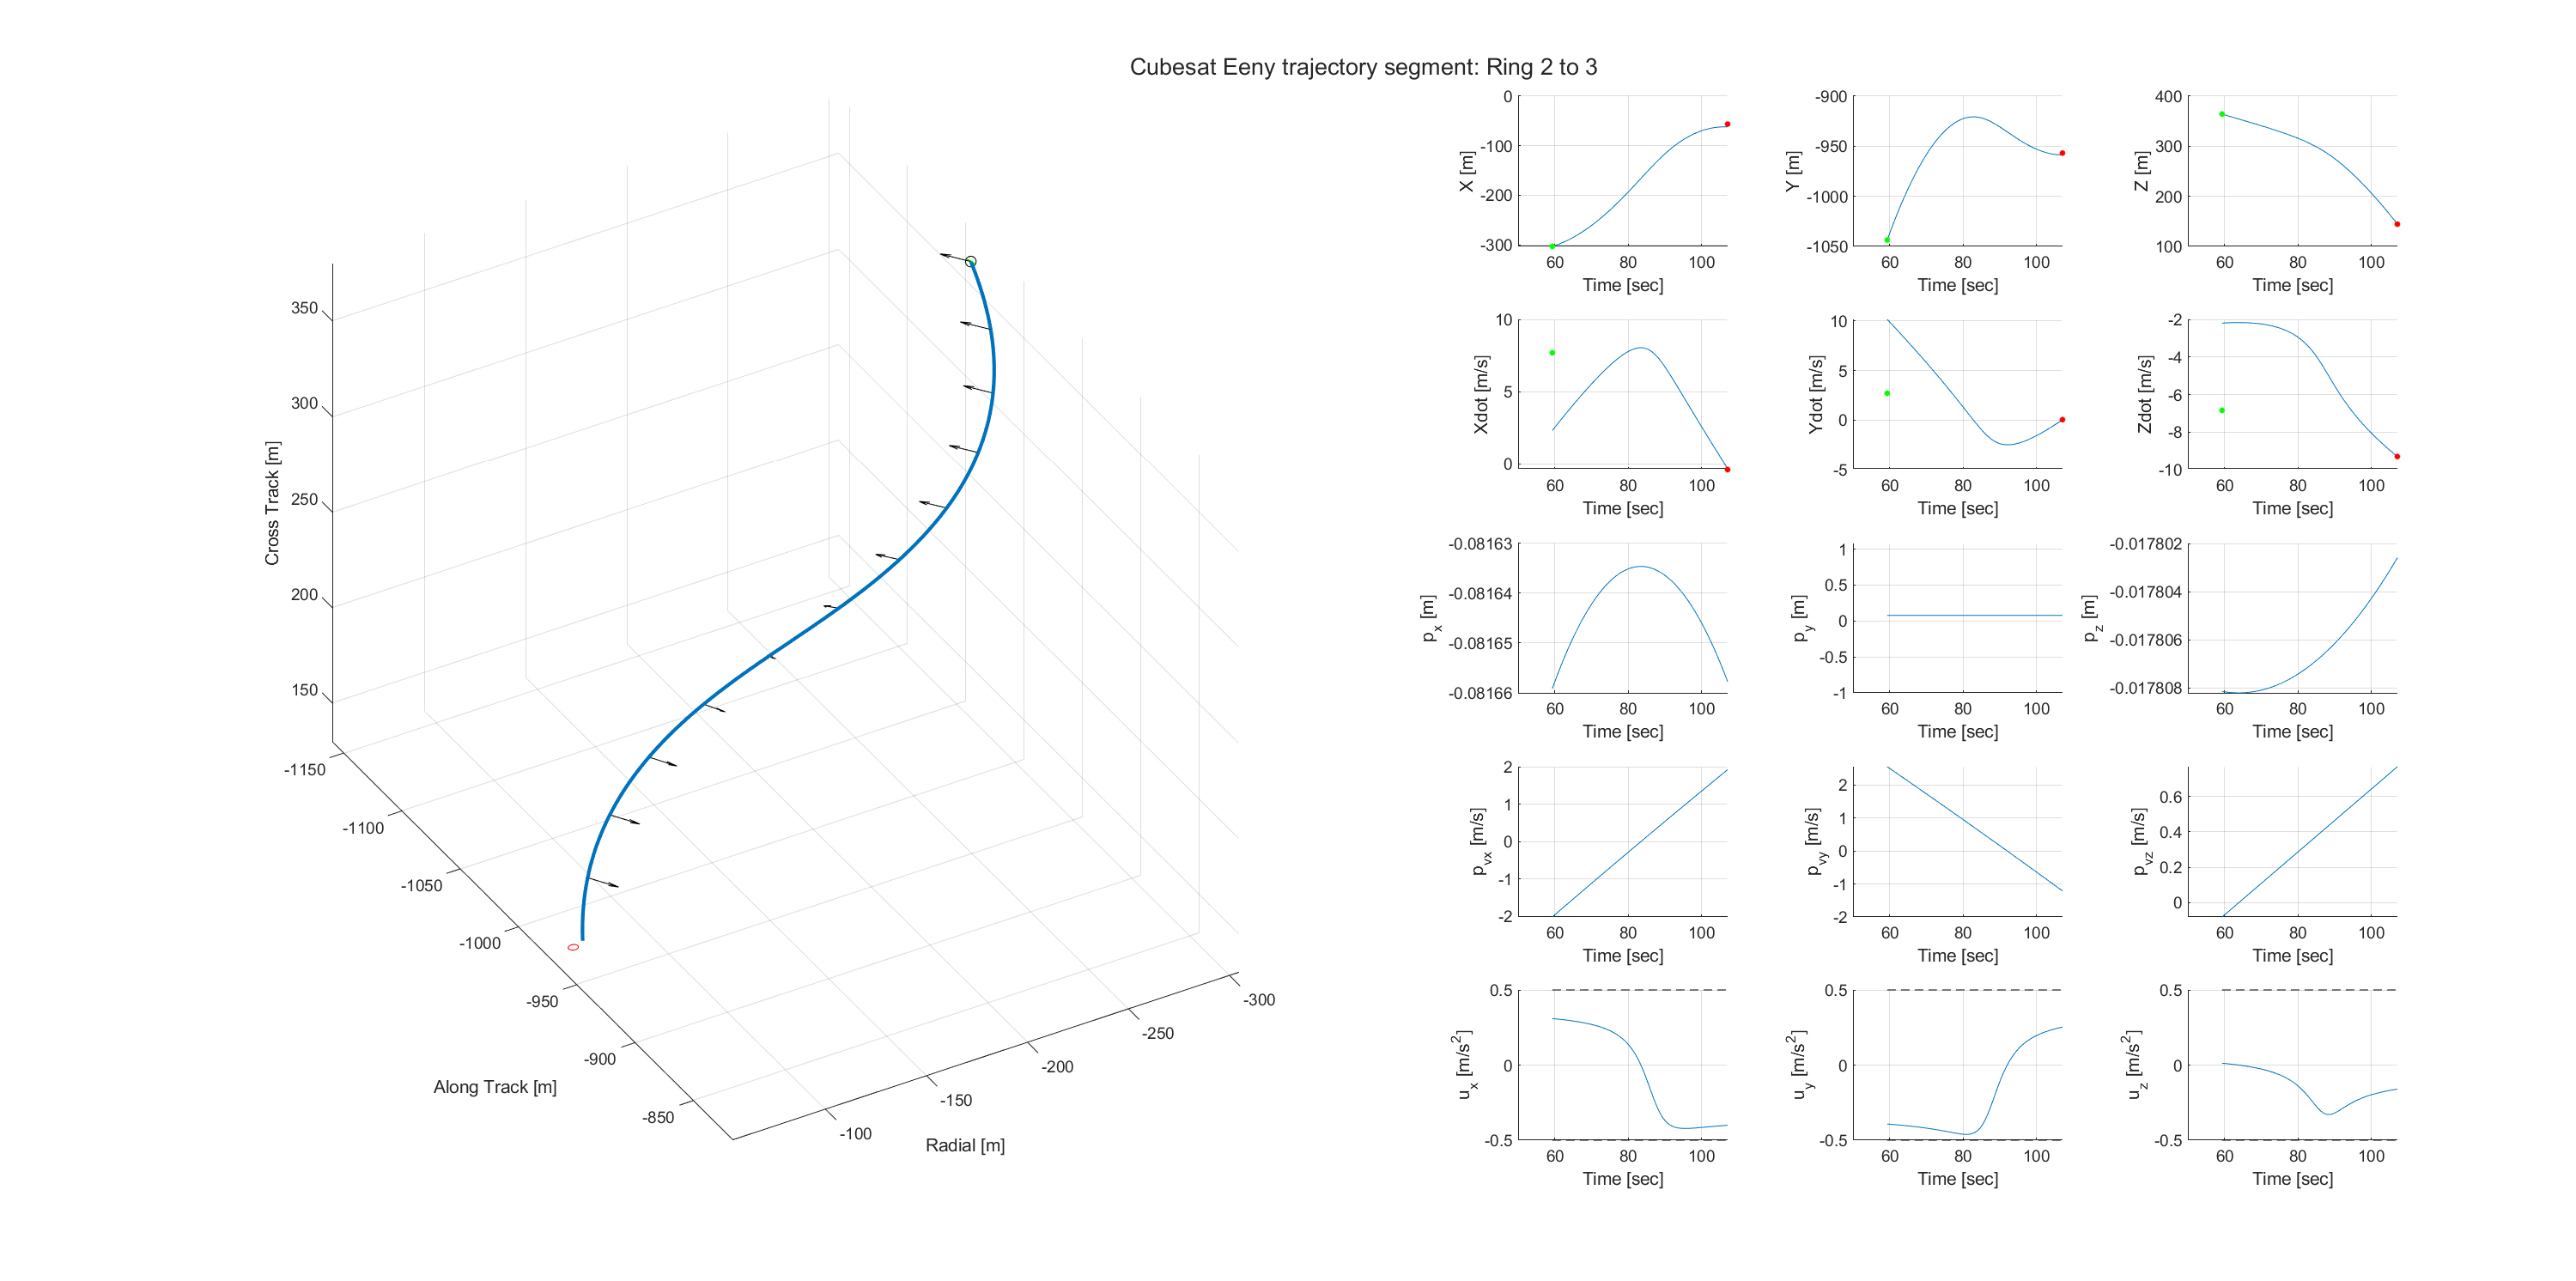 Cubesat Eeny trajectory segment: Ring 2 to 3
350
300
250
200
150
Cross Track [m]
-1150
-1100
-1050
-1000
-950
-900
-850
Along Track [m]
-300
-250
-200
-150
-100
Radial [m]
0
-100
-200
-300
X [m]
60 80 100
Time [sec]
-900
-950
-1000
-1050
Y [m]
60 80 100
Time [sec]
400
300
200
100
Z [m]
60 80 100
Time [sec]
10
5
0
Xdot [m/s]
60 80 100
Time [sec]
10
5
0
-5
Ydot [m/s]
60 80 100
Time [sec]
-2
-4
-6
-8
-10
Zdot [m/s]
60 80 100
Time [sec]
-0.08163
-0.08164
-0.08165
-0.08166
p_x [m]
60 80 100
Time [sec]
1
0.5
0
-0.5
-1
p_y [m]
60 80 100
Time [sec]
-0.017802
-0.017804
-0.017806
-0.017808
p_z [m]
60 80 100
Time [sec]
2
1
0
-1
-2
p_vx [m/s]
60 80 100
Time [sec]
2
1
0
-1
-2
p_vy [m/s]
60 80 100
Time [sec]
0.6
0.4
0.2
0
p_vz [m/s]
60 80 100
Time [sec]
0.5
0
-0.5
u_x [m/s²]
60 80 100
Time [sec]
0.5
0
-0.5
u_y [m/s²]
60 80 100
Time [sec]
0.5
0
-0.5
u_z [m/s²]
60 80 100
Time [sec]